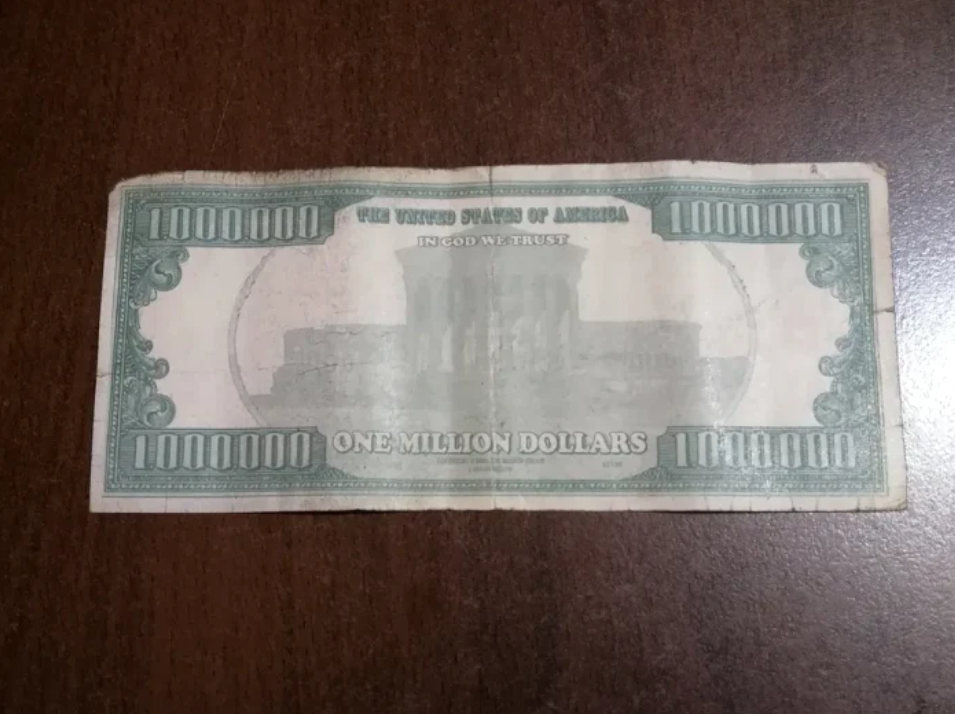 1000000 THE UNITED STATES OF AMERICA 1000000
IN GOD WE TRUST
1000000 ONE MILLION DOLLARS 1000000